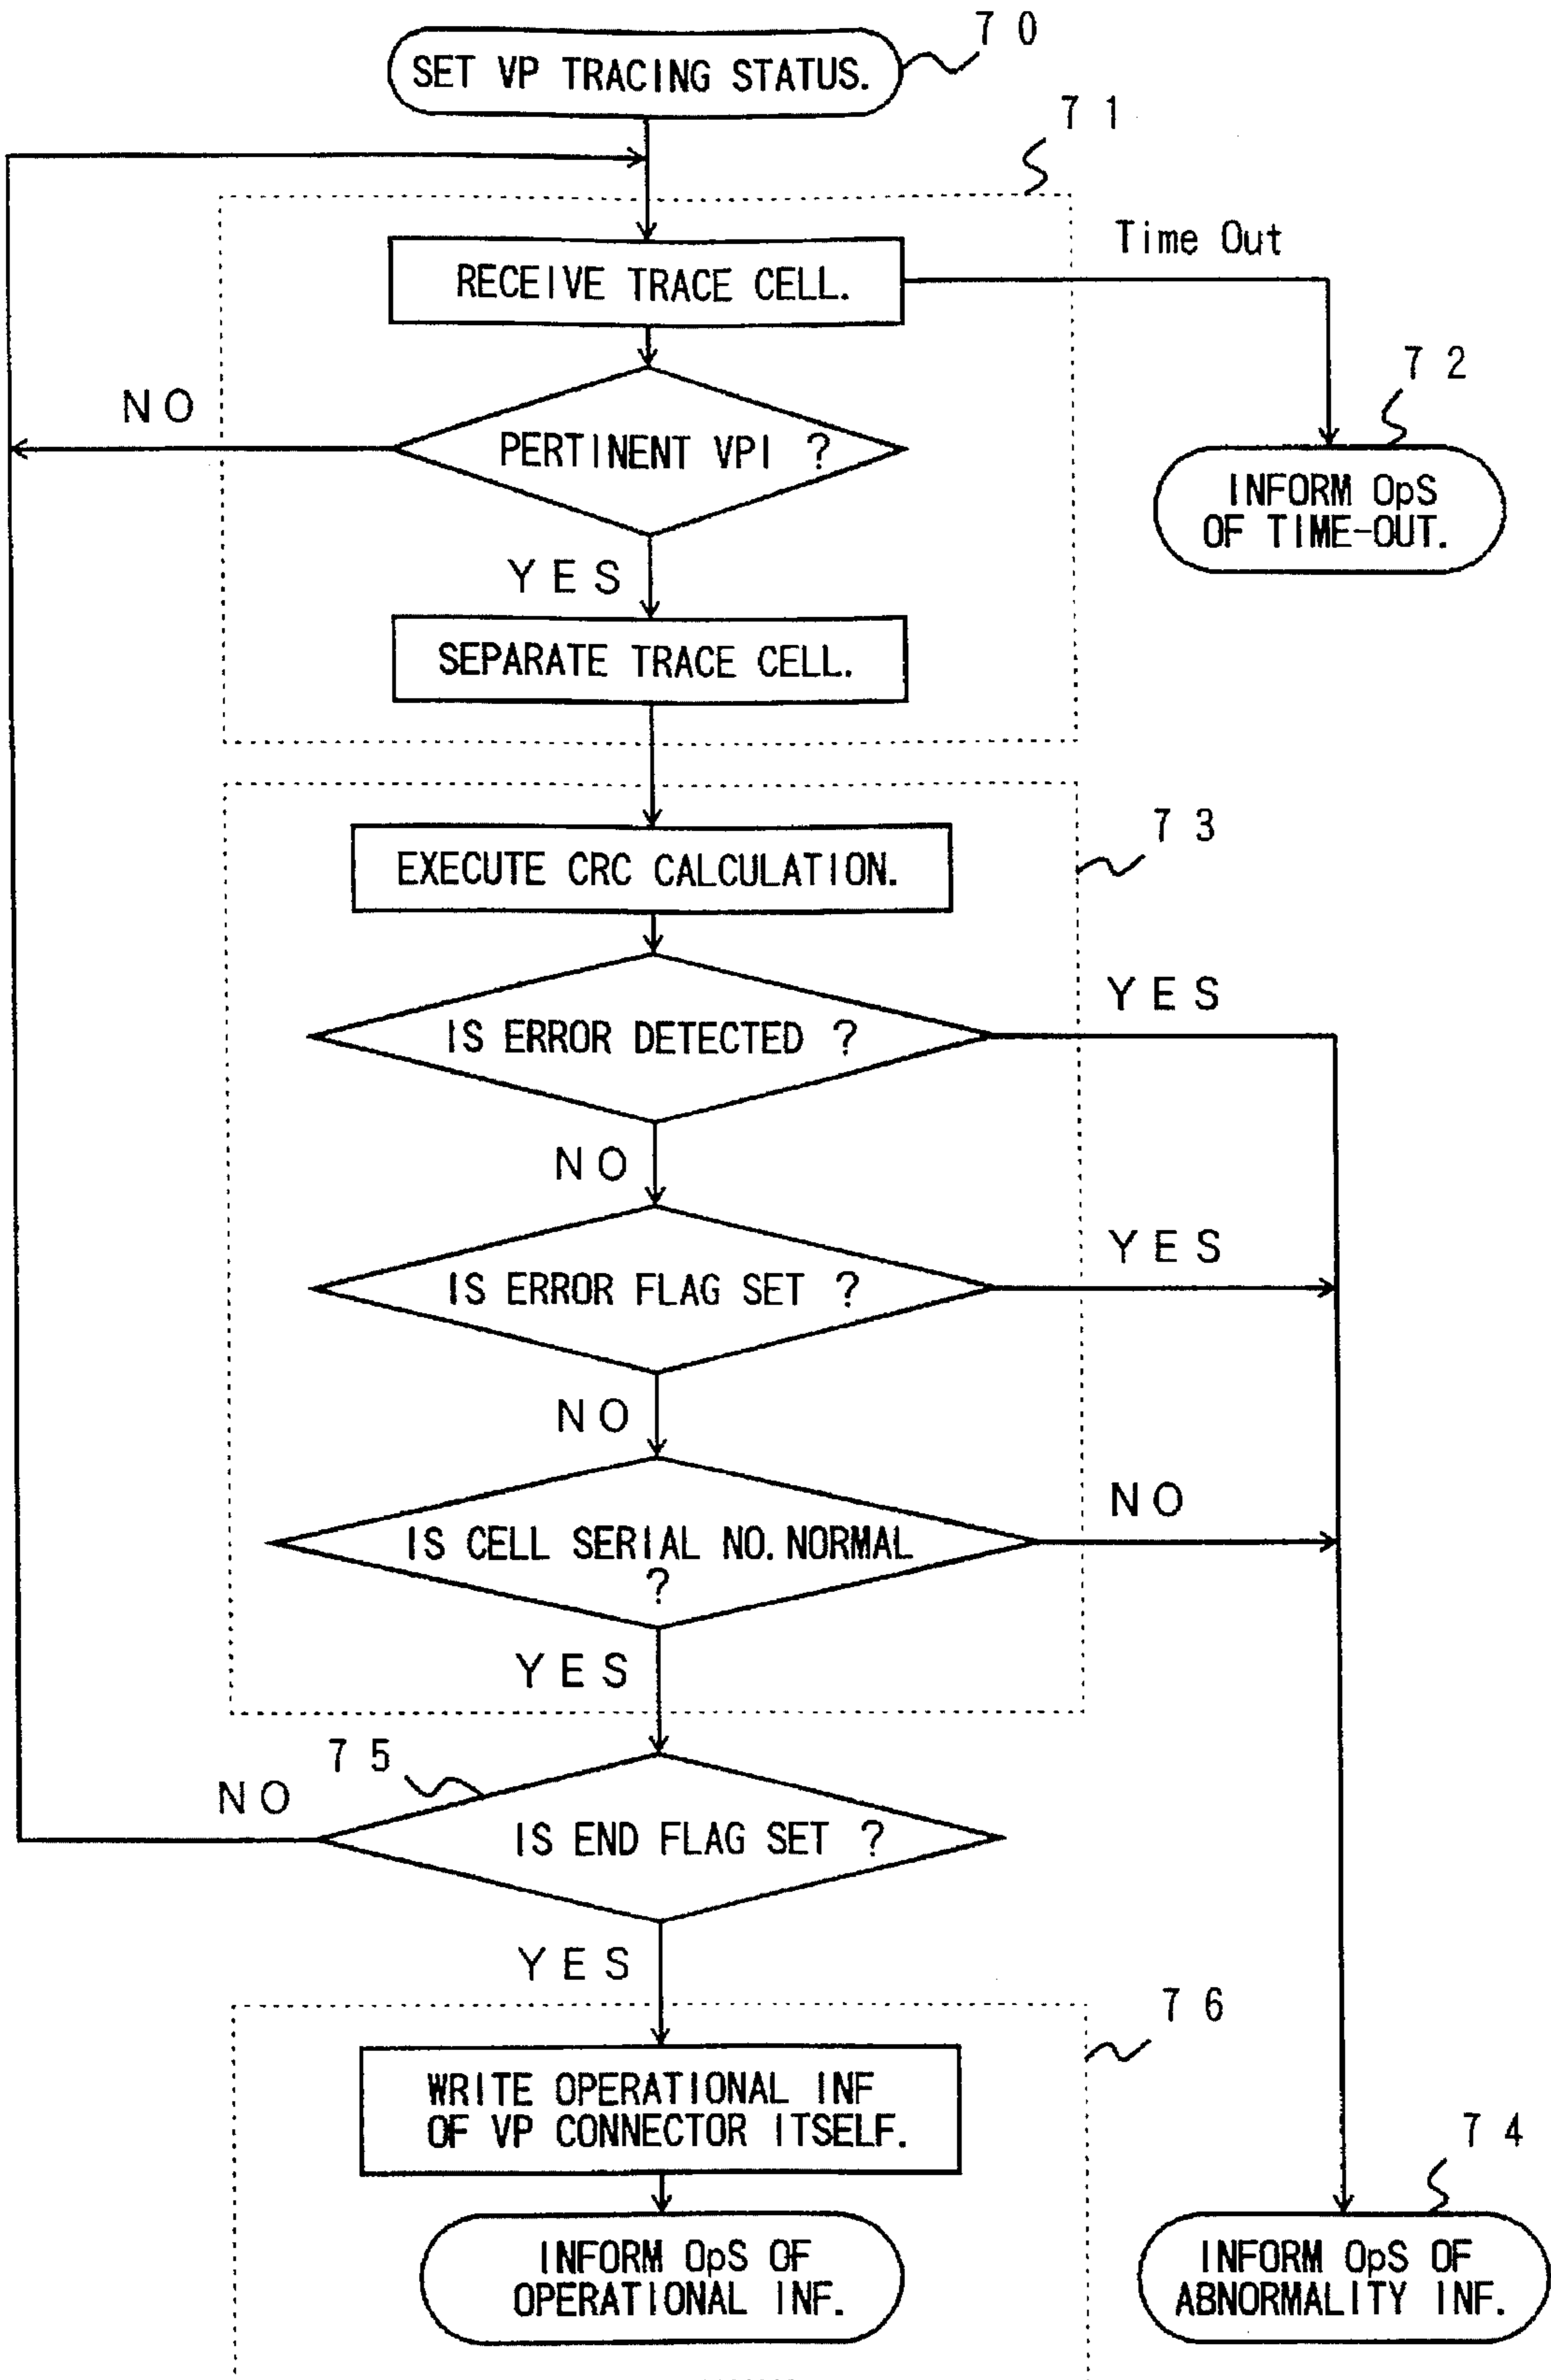 70
SET VP TRACING STATUS.
71
Time Out
RECEIVE TRACE CELL.
72
NO
PERTINENT VPI ?
INFORM OpS
OF TIME-OUT.
YES
SEPARATE TRACE CELL.
73
EXECUTE CRC CALCULATION.
YES
IS ERROR DETECTED ?
NO
YES
IS ERROR FLAG SET ?
NO
NO
IS CELL SERIAL NO. NORMAL
?
YES
75
NO
IS END FLAG SET ?
YES
76
WRITE OPERATIONAL INF
OF VP CONNECTOR ITSELF.
74
INFORM OpS OF
OPERATIONAL INF.
INFORM OpS OF
ABNORMALITY INF.